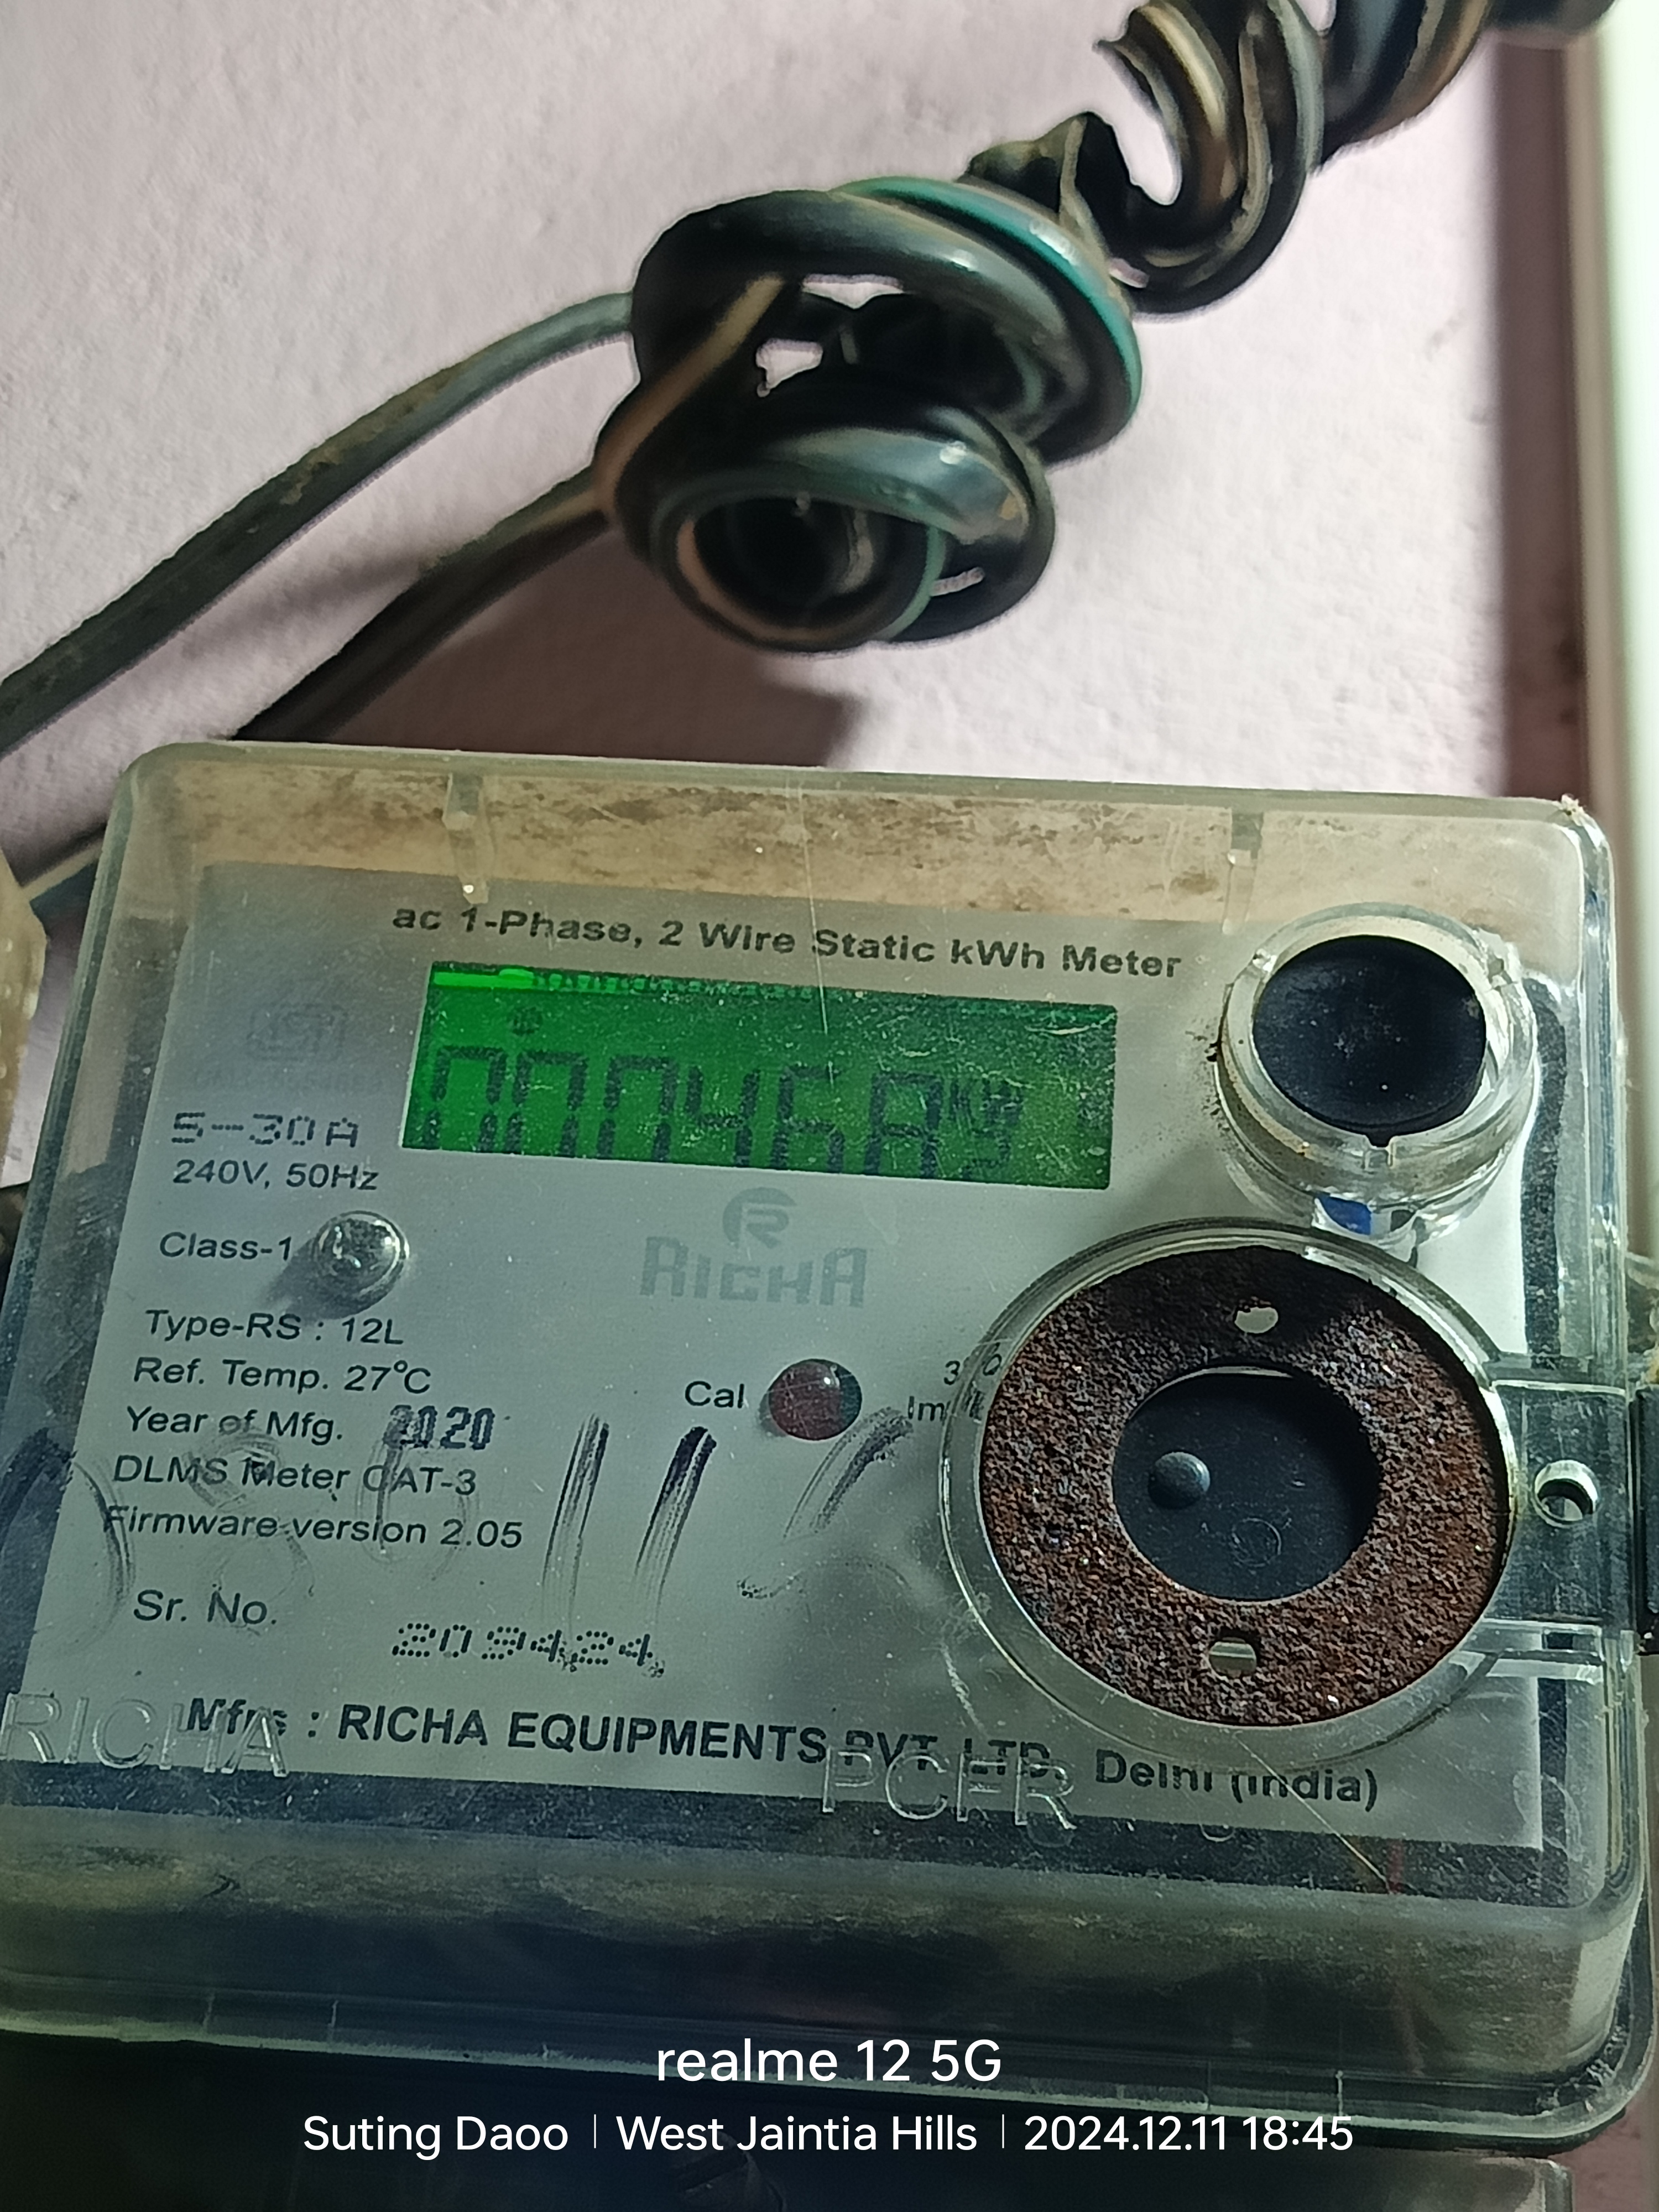 ac 1-Phase, 2 Wire Static kWh Meter
000468
5-30A
240V, 50Hz
Class-1
RICHA
Type-RS : 12L
Ref. Temp. 27°C
Cal
Year of Mfg. 2020
DLMS Meter CAT-3
Firmware version 2.05
Sr. No.
209424
Mfrs : RICHA EQUIPMENTS PVT. LTD. Delhi (India)
RICHA
realme 12 5G
Suting Daoo | West Jaintia Hills | 2024.12.11 18:45